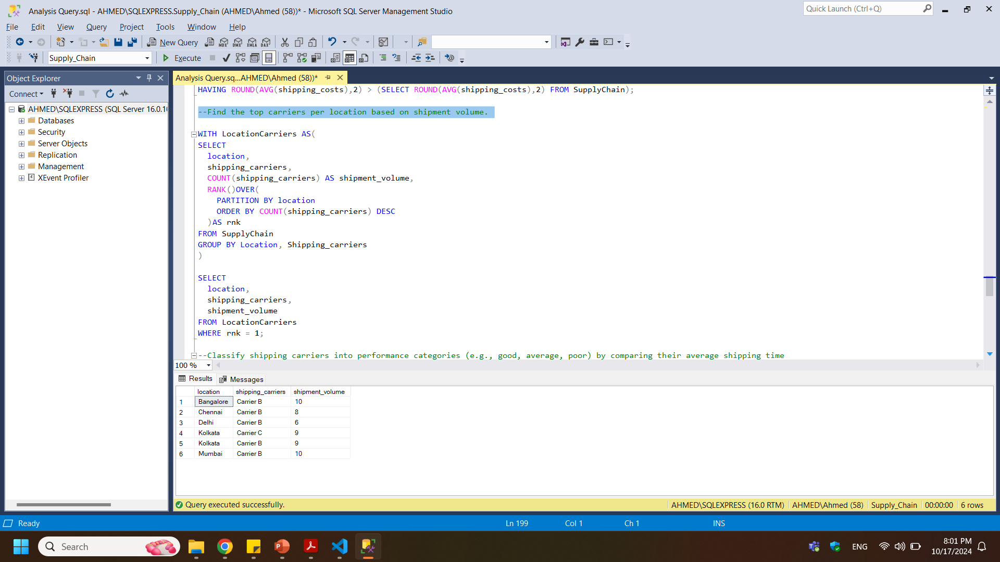 Analysis Query.sql - AHMED\SQLEXPRESS.Supply_Chain (AHMED\Ahmed (58))* - Microsoft SQL Server Management Studio
Quick Launch (Ctrl+Q)
File Edit View Query Project Tools Window Help
New Query MDX DMX XMLA DAX
Supply_Chain Execute
Object Explorer
Connect
AHMED\SQLEXPRESS (SQL Server 16.0.10
Databases
Security
Server Objects
Replication
Management
XEvent Profiler
Analysis Query.sq...AHMED\Ahmed (58))*
HAVING ROUND(AVG(shipping_costs),2) > (SELECT ROUND(AVG(shipping_costs),2) FROM SupplyChain);
--Find the top carriers per location based on shipment volume.
WITH LocationCarriers AS(
SELECT
location,
shipping_carriers,
COUNT(shipping_carriers) AS shipment_volume,
RANK()OVER(
PARTITION BY location
ORDER BY COUNT(shipping_carriers) DESC
)AS rnk
FROM SupplyChain
GROUP BY Location, Shipping_carriers
)
SELECT
location,
shipping_carriers,
shipment_volume
FROM LocationCarriers
WHERE rnk = 1;
--Classify shipping carriers into performance categories (e.g., good, average, poor) by comparing their average shipping time
100 %
Results Messages
location shipping_carriers shipment_volume
1 Bangalore Carrier B 10
2 Chennai Carrier B 8
3 Delhi Carrier B 6
4 Kolkata Carrier C 9
5 Kolkata Carrier B 9
6 Mumbai Carrier B 10
Query executed successfully.
AHMED\SQLEXPRESS (16.0 RTM) AHMED\Ahmed (58) Supply_Chain 00:00:00 6 rows
Ready Ln 199 Col 1 Ch 1 INS
Search
ENG
8:01 PM
10/17/2024